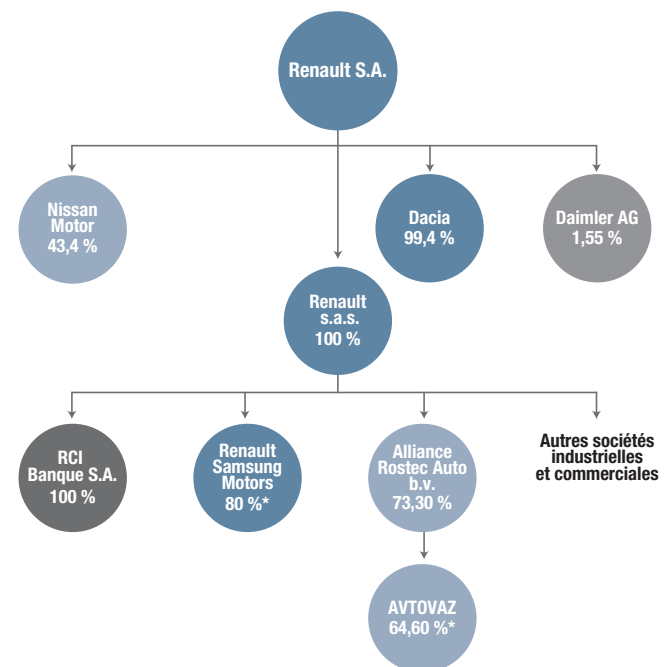 Renault S.A.
Nissan
Motor
43,4 %
Dacia
99,4 %
Daimler AG
1,55 %
Renault
s.a.s.
100 %
RCI
Banque S.A.
100 %
Renault
Samsung
Motors
80 %*
Alliance
Rostec Auto
b.v.
73,30 %
Autres sociétés
industrielles
et commerciales
AVTOVAZ
64,60 %*